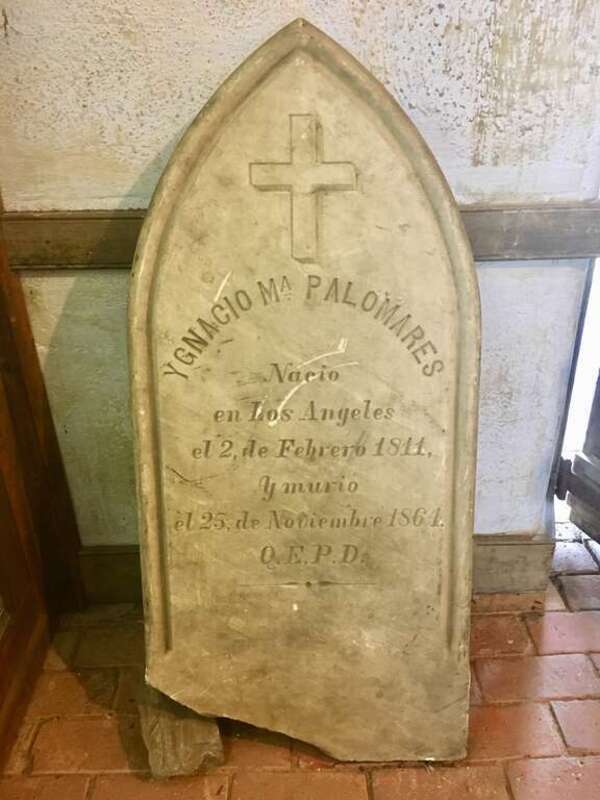 YGNACIO Mᴬ PALOMARES
Nacio
en Los Angeles
el 2, de Febrero 1811,
Y murio
el 25, de Noviembre 1864.
Q.E.P.D.